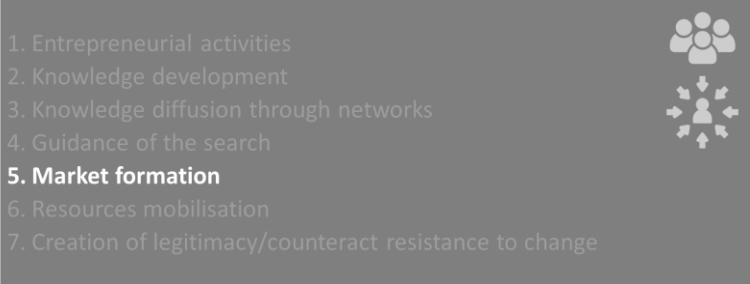 1. Entrepreneurial activities
2. Knowledge development
3. Knowledge diffusion through networks
4. Guidance of the search
5. Market formation
6. Resources mobilisation
7. Creation of legitimacy/counteract resistance to change